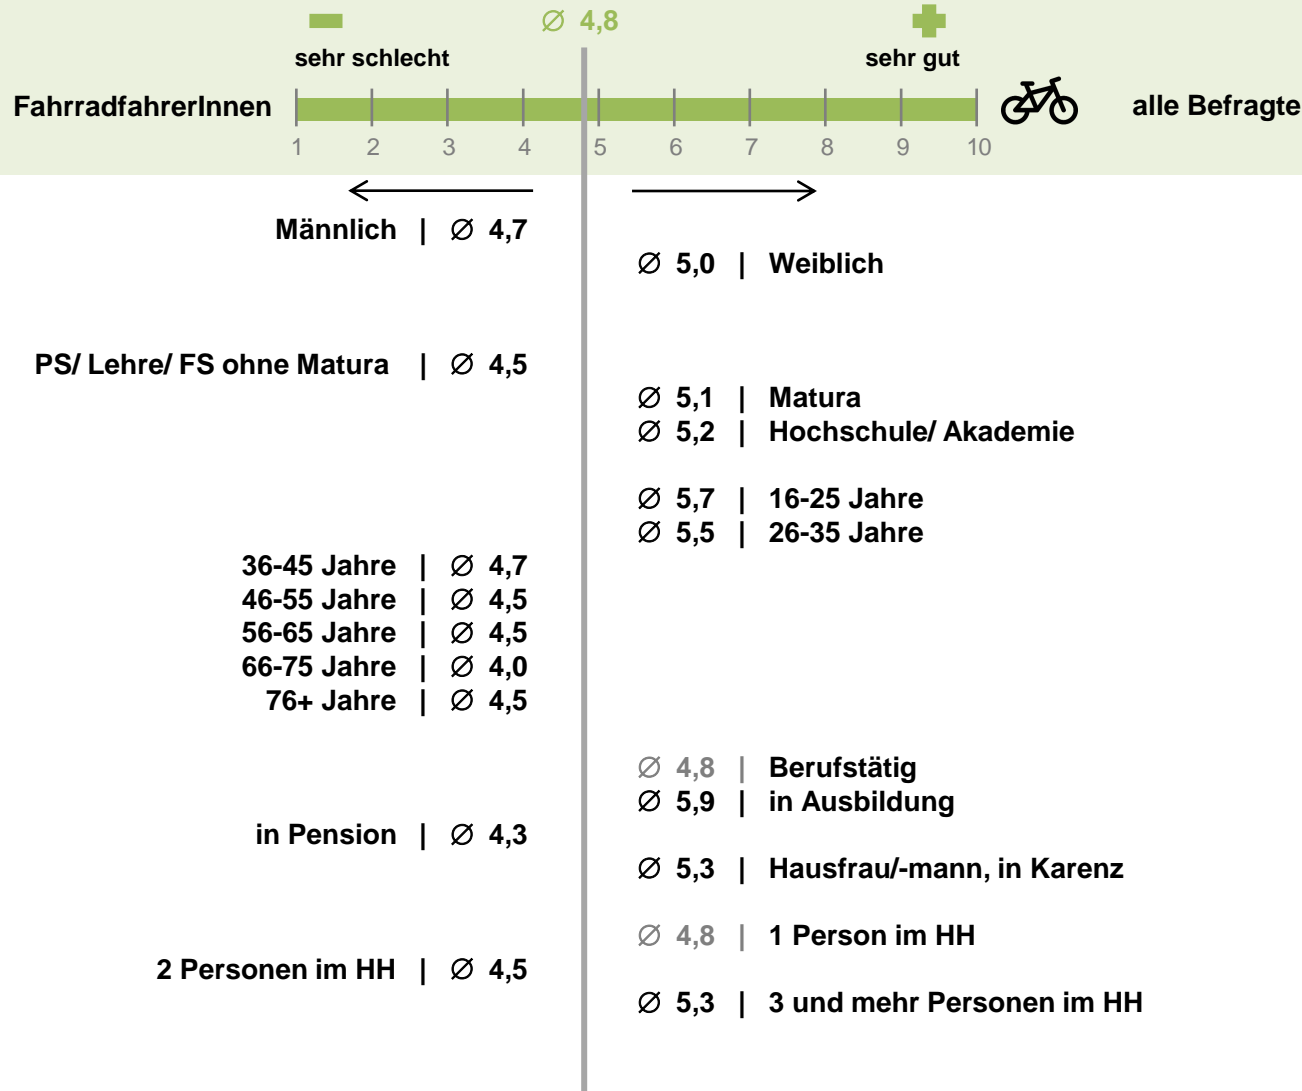 Ø 4,8
sehr schlecht sehr gut
FahrradfahrerInnen alle Befragte
1 2 3 4 5 6 7 8 9 10
Männlich | Ø 4,7
Ø 5,0 | Weiblich
PS/ Lehre/ FS ohne Matura | Ø 4,5
Ø 5,1 | Matura
Ø 5,2 | Hochschule/ Akademie
Ø 5,7 | 16-25 Jahre
Ø 5,5 | 26-35 Jahre
36-45 Jahre | Ø 4,7
46-55 Jahre | Ø 4,5
56-65 Jahre | Ø 4,5
66-75 Jahre | Ø 4,0
76+ Jahre | Ø 4,5
Ø 4,8 | Berufstätig
Ø 5,9 | in Ausbildung
in Pension | Ø 4,3
Ø 5,3 | Hausfrau/-mann, in Karenz
Ø 4,8 | 1 Person im HH
2 Personen im HH | Ø 4,5
Ø 5,3 | 3 und mehr Personen im HH